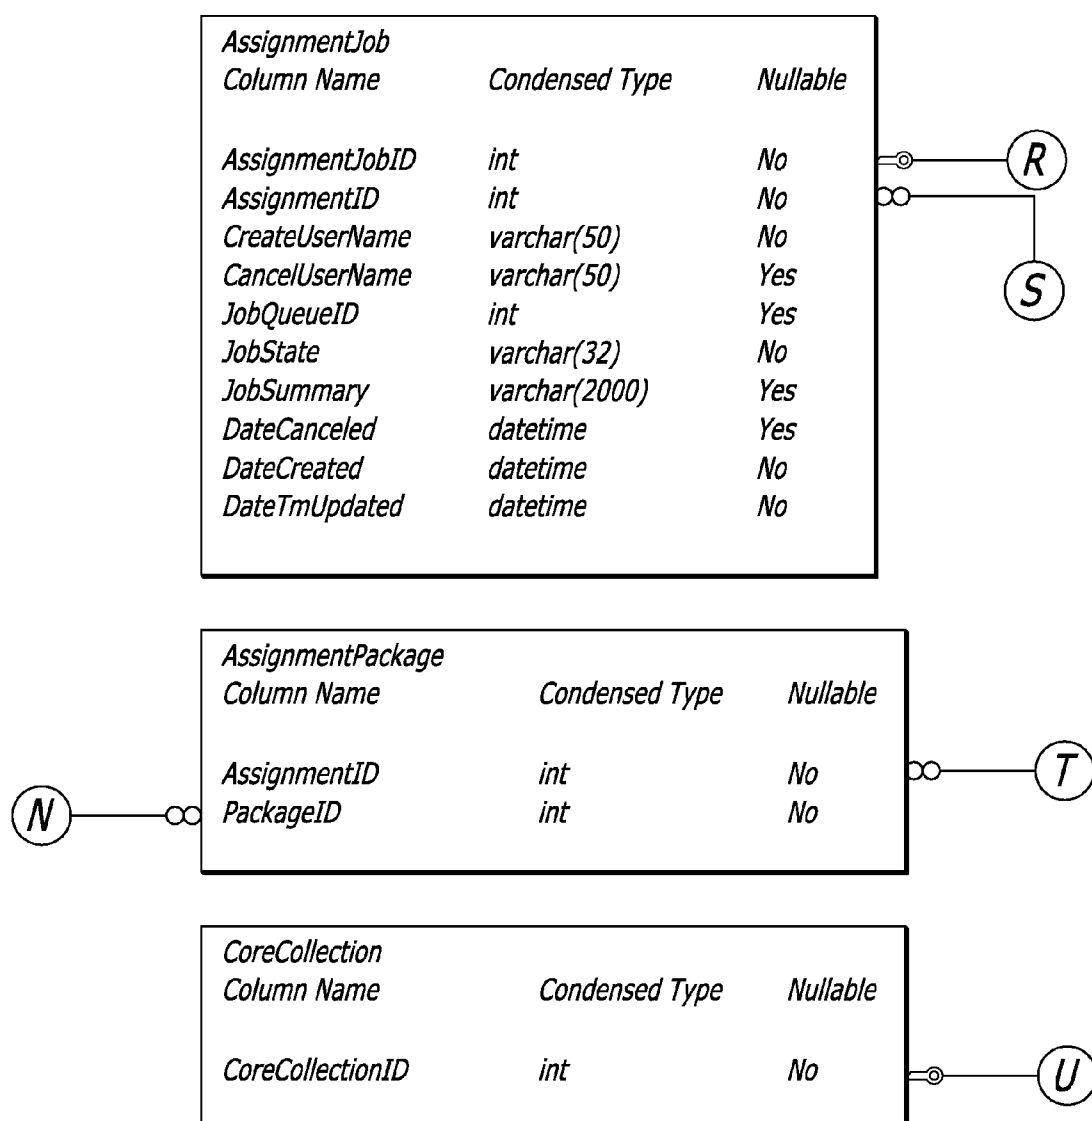 AssignmentJob
Column Name Condensed Type Nullable
AssignmentJobID int No
R
AssignmentID int No
CreateUserName varchar(50) No
CancelUserName varchar(50) Yes
S
JobQueueID int Yes
JobState varchar(32) No
JobSummary varchar(2000) Yes
DateCanceled datetime Yes
DateCreated datetime No
DateTmUpdated datetime No
AssignmentPackage
Column Name Condensed Type Nullable
AssignmentID int No
T
N
PackageID int No
CoreCollection
Column Name Condensed Type Nullable
CoreCollectionID int No
U